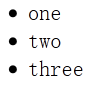 • one
• two
• three